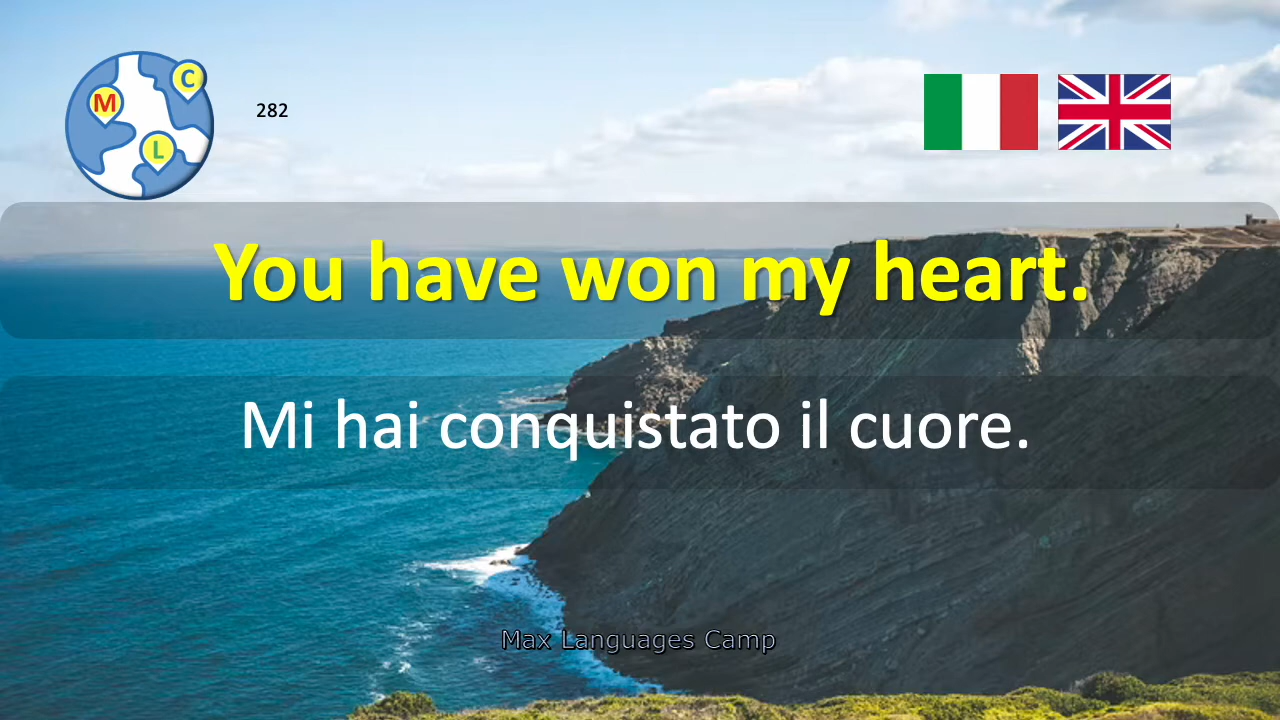 C
M
282
L
You have won my heart.
Mi hai conquistato il cuore.
Max Languages Camp